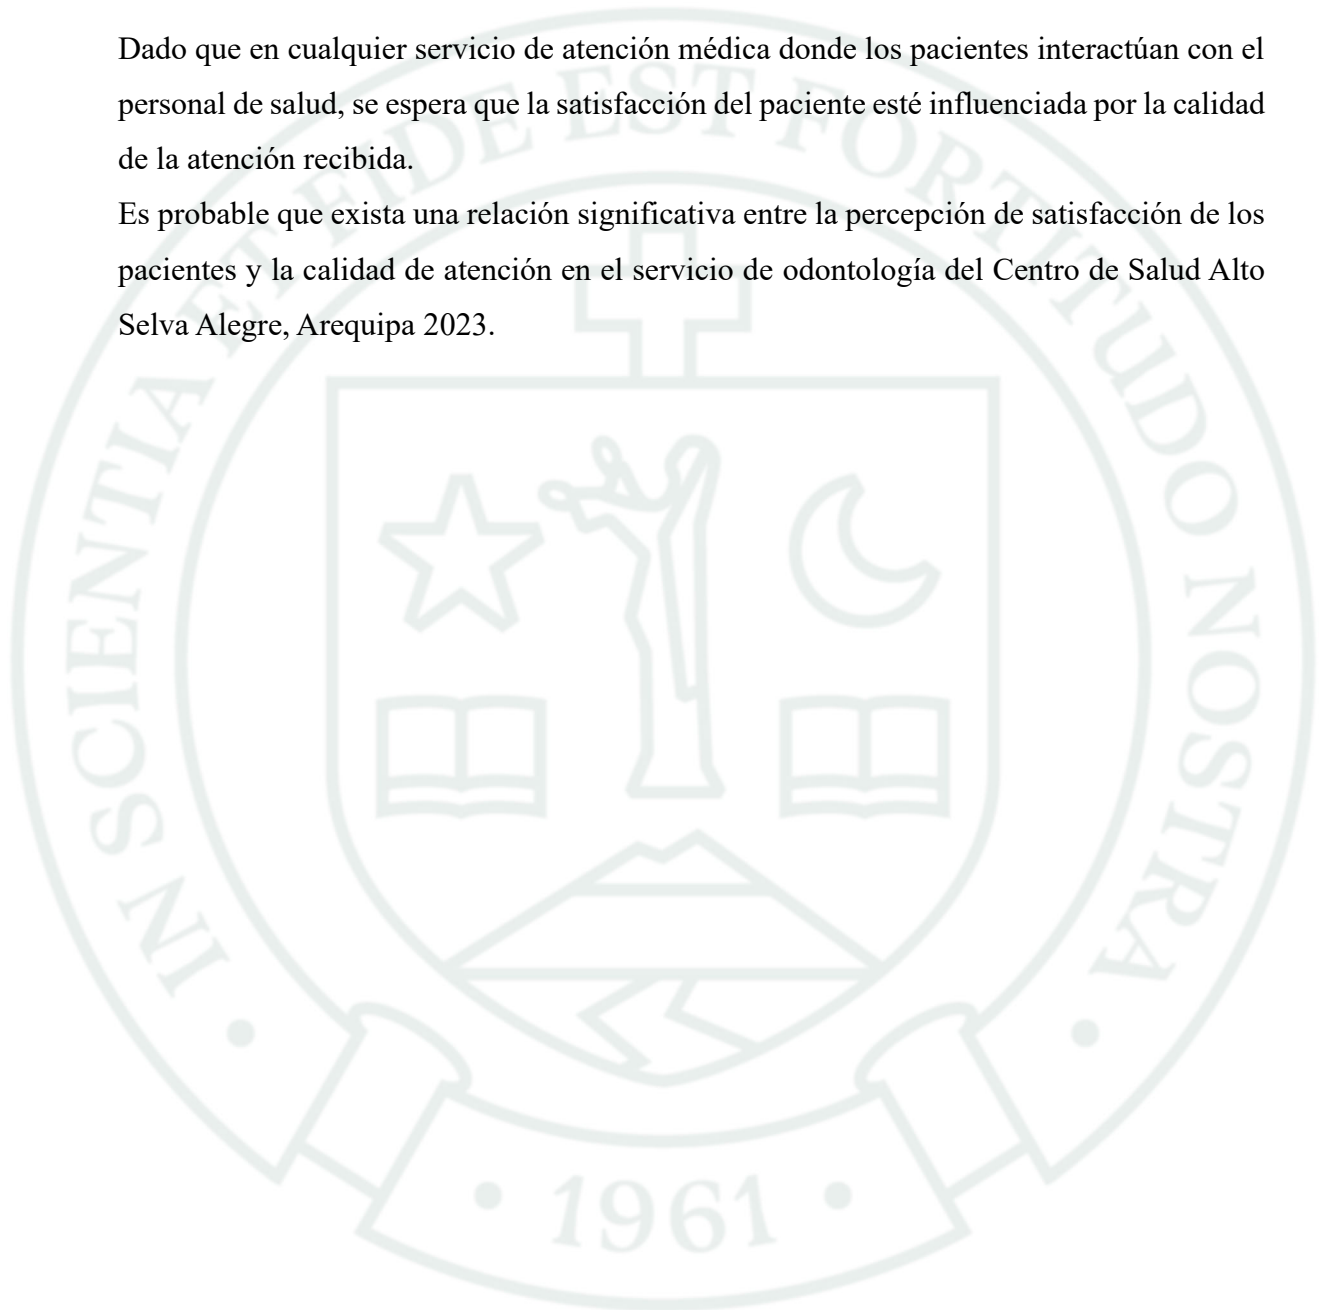 Dado que en cualquier servicio de atención médica donde los pacientes interactúan con el
personal de salud, se espera que la satisfacción del paciente esté influenciada por la calidad
de la atención recibida.
Es probable que exista una relación significativa entre la percepción de satisfacción de los
pacientes y la calidad de atención en el servicio de odontología del Centro de Salud Alto
Selva Alegre, Arequipa 2023.
IN SCIENTIA ET FIDE EST FORTITUDO NOSTRA
• 1961 •